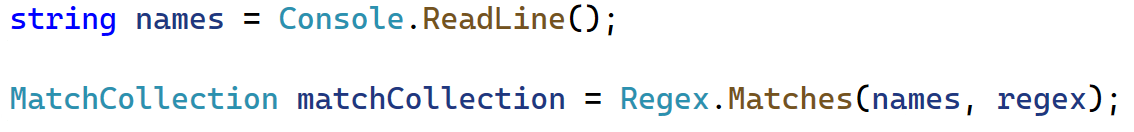 string names = Console.ReadLine();
MatchCollection matchCollection = Regex.Matches(names, regex);